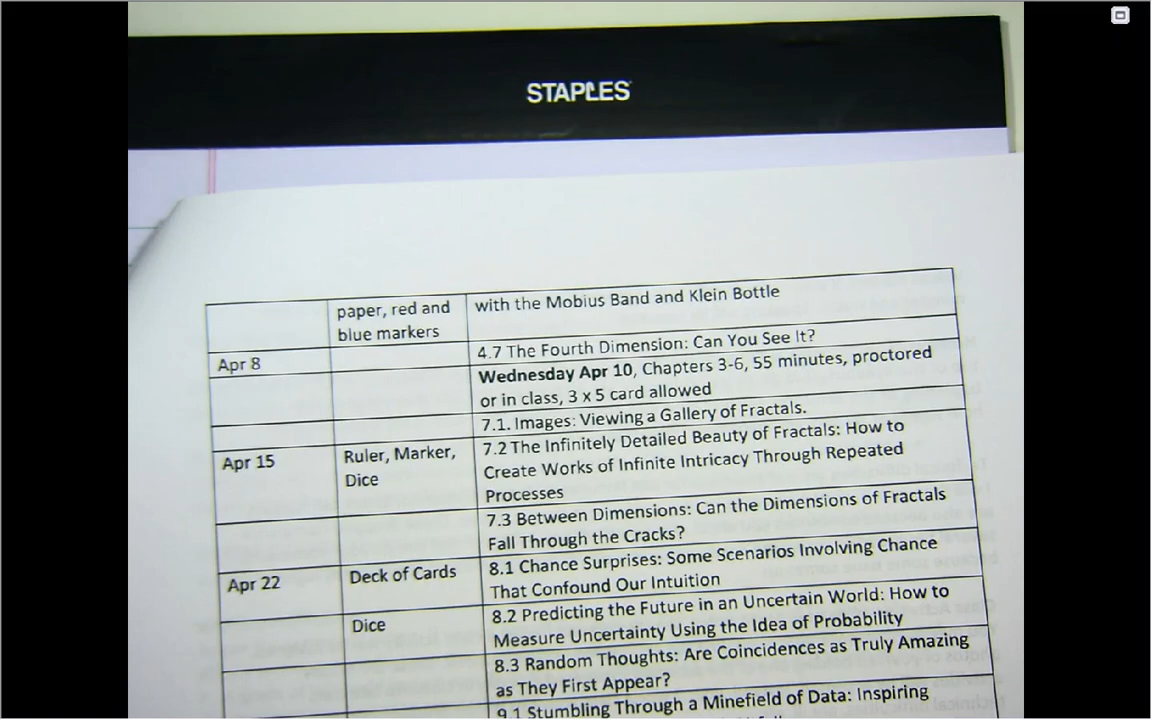 STAPLES
paper, red and
blue markers
with the Mobius Band and Klein Bottle
Apr 8
4.7 The Fourth Dimension: Can You See It?
Wednesday Apr 10, Chapters 3-6, 55 minutes, proctored
or in class, 3 x 5 card allowed
7.1. Images: Viewing a Gallery of Fractals.
Apr 15
Ruler, Marker,
Dice
7.2 The Infinitely Detailed Beauty of Fractals: How to
Create Works of Infinite Intricacy Through Repeated
Processes
7.3 Between Dimensions: Can the Dimensions of Fractals
Fall Through the Cracks?
Apr 22
Deck of Cards
8.1 Chance Surprises: Some Scenarios Involving Chance
That Confound Our Intuition
Dice
8.2 Predicting the Future in an Uncertain World: How to
Measure Uncertainty Using the Idea of Probability
8.3 Random Thoughts: Are Coincidences as Truly Amazing
as They First Appear?
9.1 Stumbling Through a Minefield of Data: Inspiring